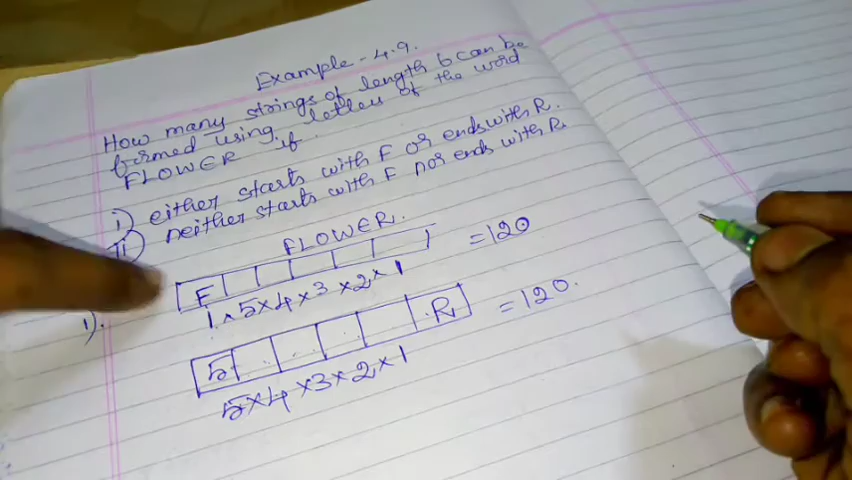 Example - 4.9.
How many strings of length 6 can be
formed using letters of the word
FLOWER if
i) either starts with F or ends with R.
ii) neither starts with F nor ends with R.
FLOWER.
i). F = 120
1 × 5 × 4 × 3 × 2 × 1
5 R = 120.
5 × 4 × 3 × 2 × 1